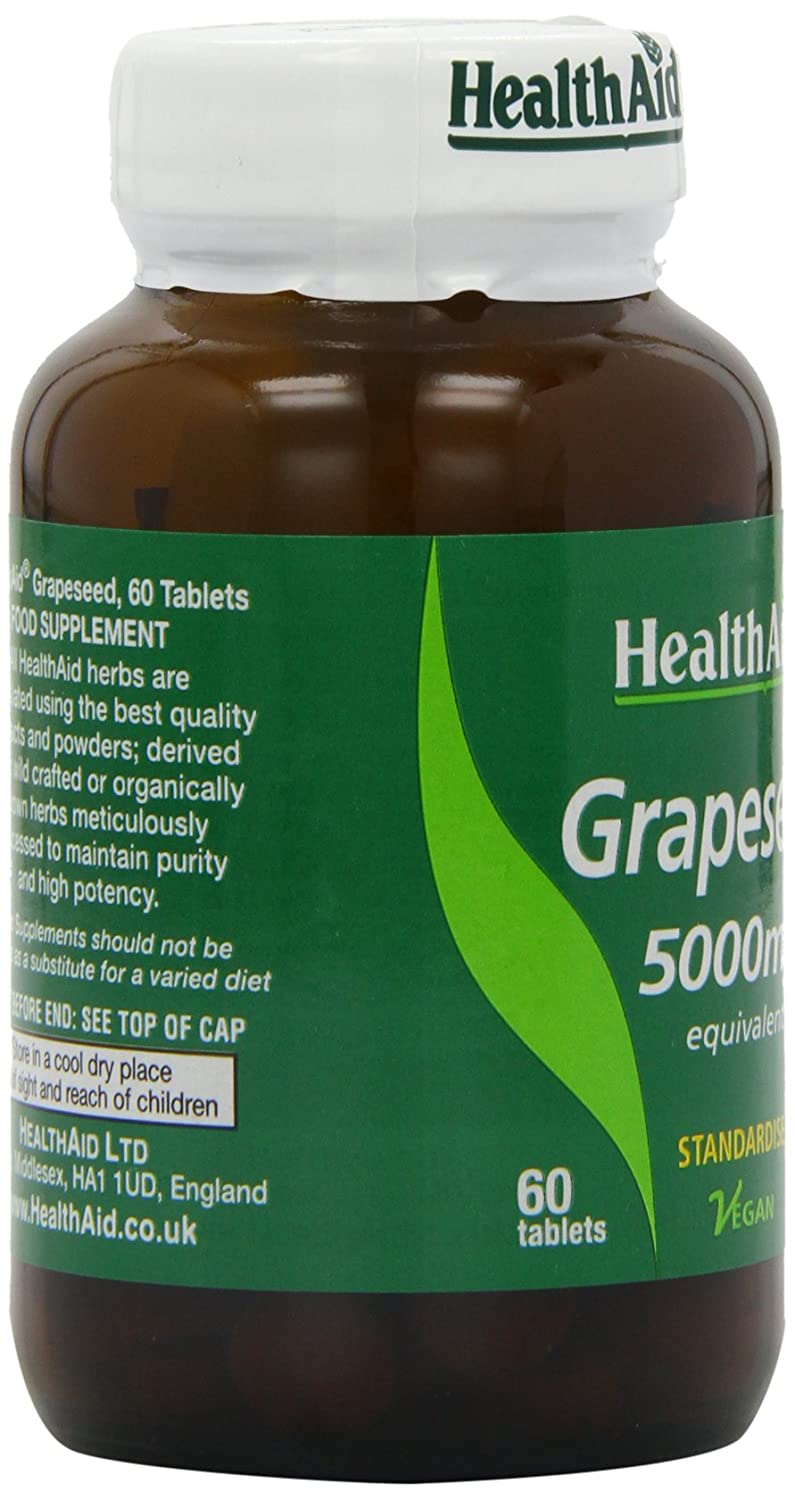 HealthAid
Aid® Grapeseed, 60 Tablets
FOOD SUPPLEMENT
HealthAid herbs are
using the best quality
and powders; derived
crafted or organically
herbs meticulously
to maintain purity
and high potency.
Supplements should not be
as a substitute for a varied diet
BEFORE END: SEE TOP OF CAP
Store in a cool dry place
sight and reach of children
HEALTHAID LTD
Middlesex, HA1 1UD, England
www.HealthAid.co.uk
HealthA
Grapese
5000m
equivalent
STANDARDISE
VEGAN
60
tablets